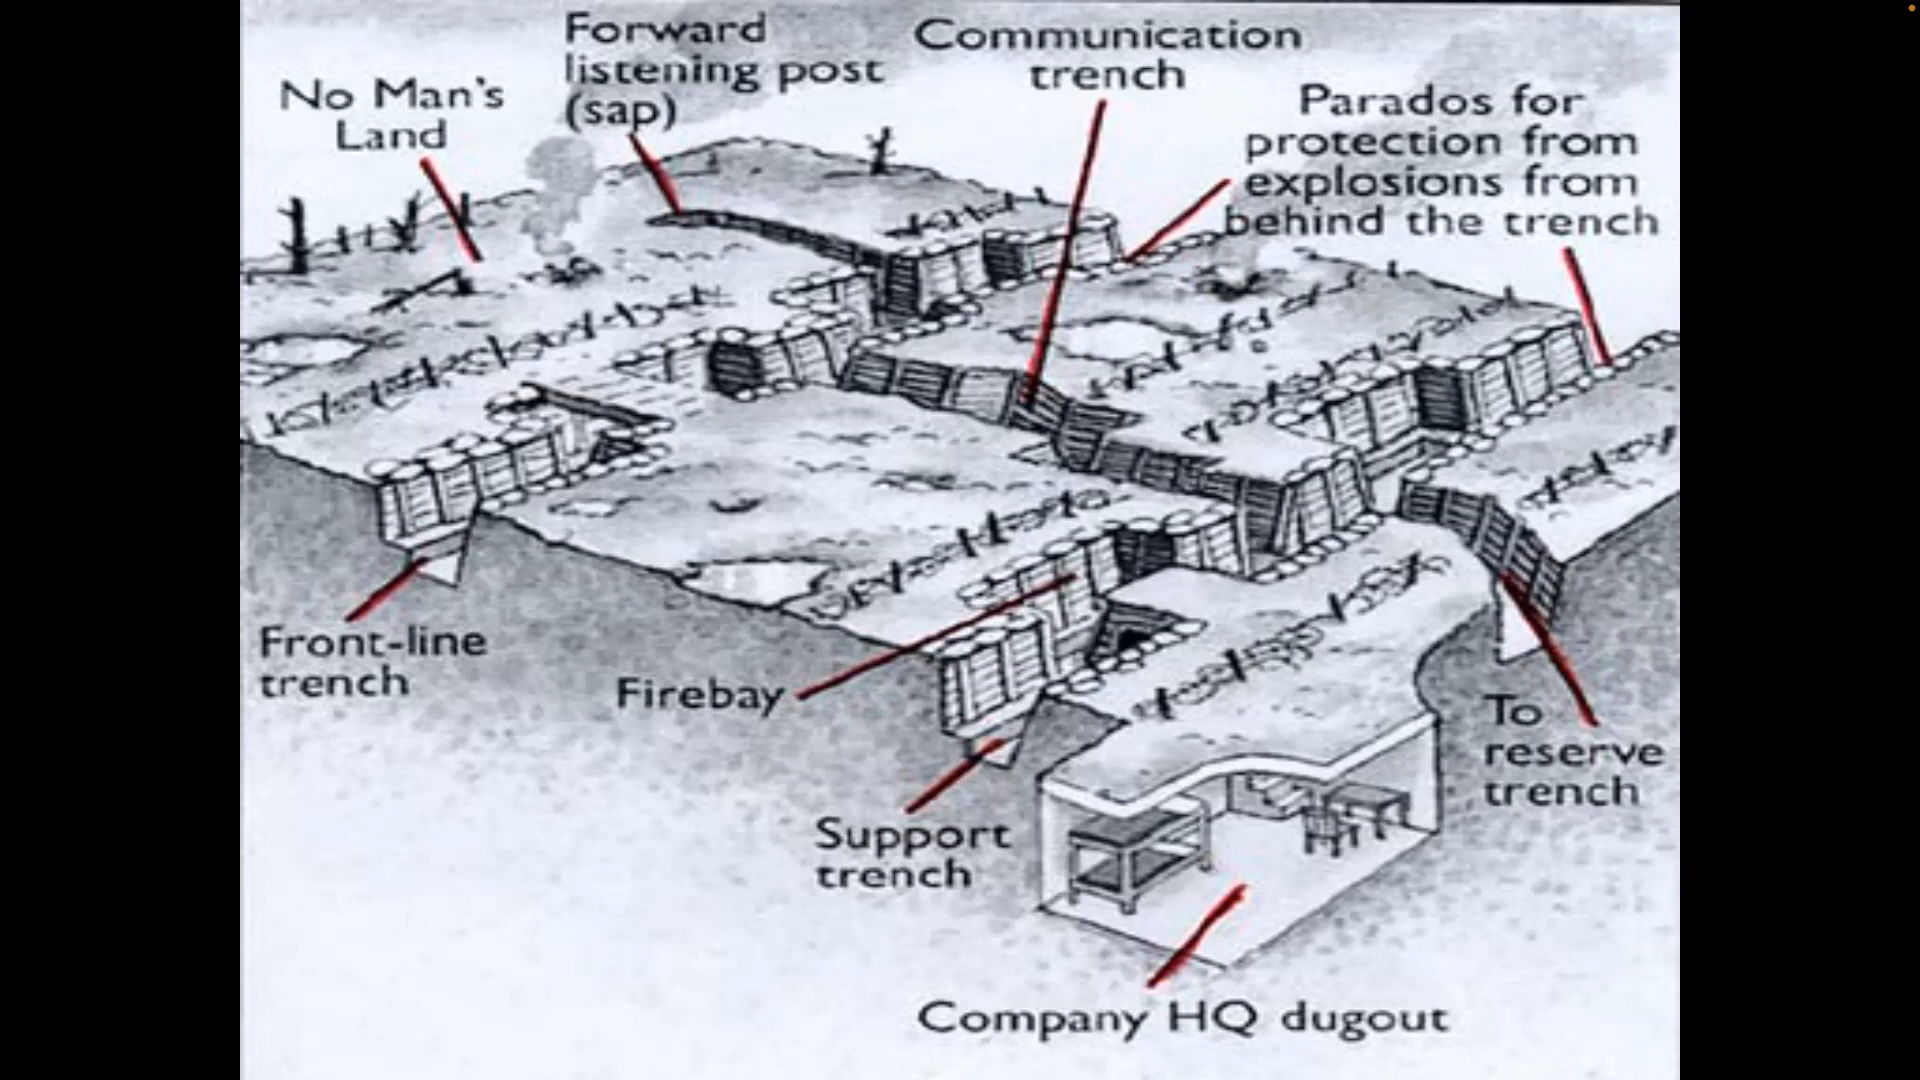 Forward
listening post
(sap)
Communication
trench
No Man's
Land
Parados for
protection from
explosions from
behind the trench
Front-line
trench
Firebay
Support
trench
To
reserve
trench
Company HQ dugout